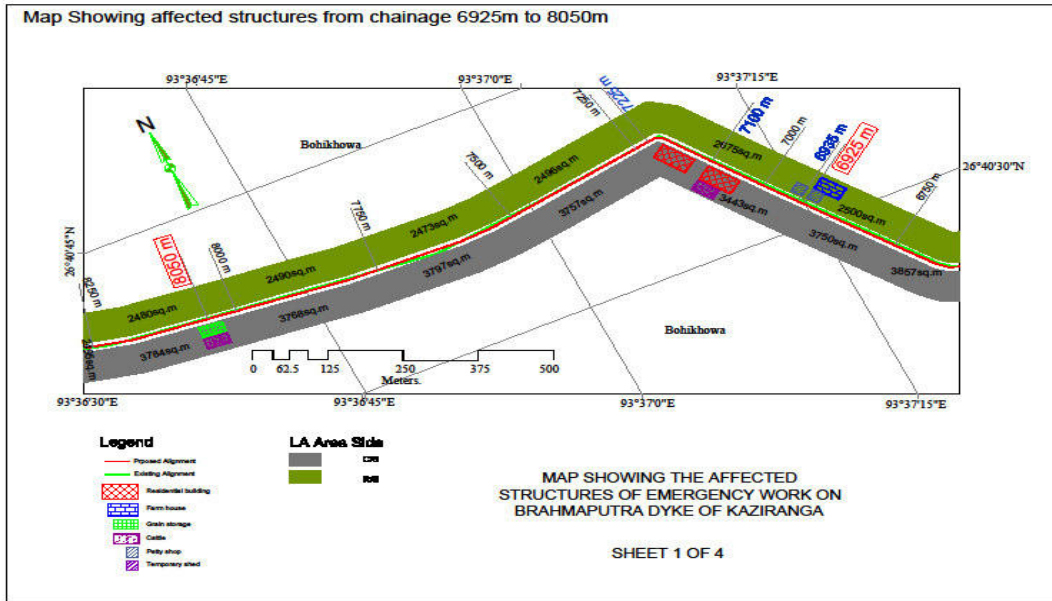 Map Showing affected structures from chainage 6925m to 8050m
93°36'45"E
93°37'0"E
93°37'15"E
N
Bohikhowa
7250 m
7225 m
7100 m
7000 m
6935 m
(6925 m)
6750 m
26°40'30"N
7500 m
7750 m
8000 m
(8050 m)
8250 m
26°40'45"N
2675sq.m
2500sq.m
2496sq.m
2473sq.m
2490sq.m
2480sq.m
3443sq.m
3750sq.m
3857sq.m
3757sq.m
3797sq.m
3768sq.m
3784sq.m
Bohikhowa
0 62.5 125 250 375 500
Meters.
93°36'30"E
93°36'45"E
93°37'0"E
93°37'15"E
Legend
Prposed Alignment
Existing Alignment
Residential building
Farm house
Grain storage
Cattle
Petty shop
Temporary shed
LA Area Side
MAP SHOWING THE AFFECTED
STRUCTURES OF EMERGENCY WORK ON
BRAHMAPUTRA DYKE OF KAZIRANGA
SHEET 1 OF 4